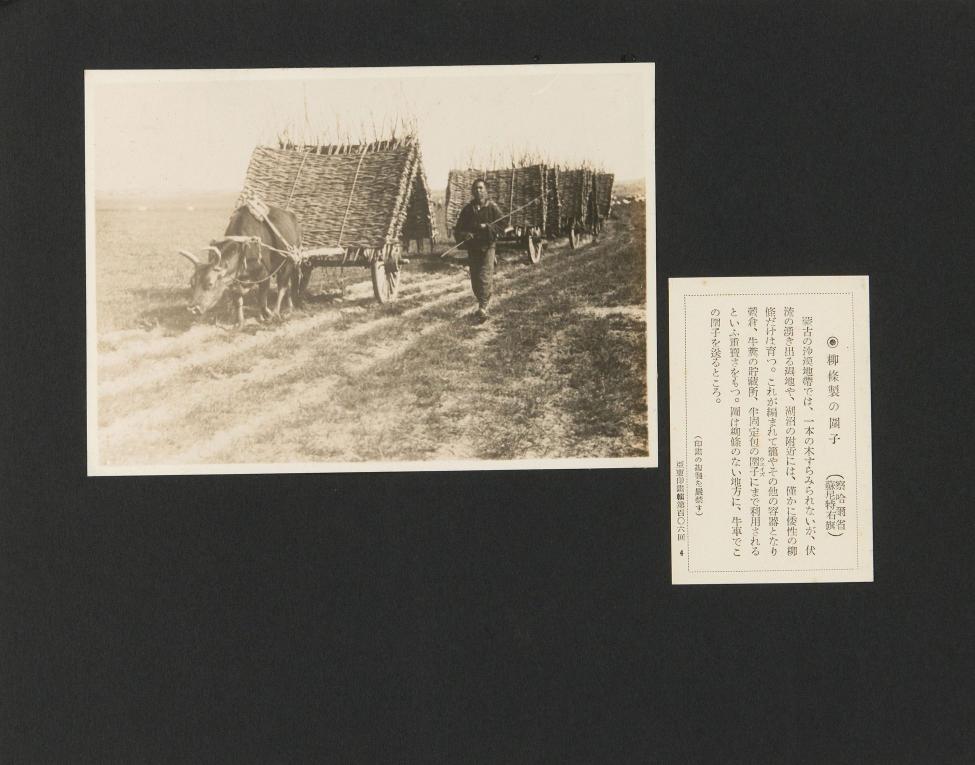 ◉ 柳條製の圍子 (察哈爾省 蘇尼特右旗)
蒙古の沙漠地帶では、一本の木すらみられないが、伏
流の湧き出る濕地や、湖沼の附近には、僅かに倭性の柳
條だけは育つ。これが編まれて籠やその他の容器となり
穀倉、牛糞の貯藏所、半固定包の圍子にまで利用される
といふ重寶さをもつ。圖は柳條のない地方に、牛車でこ
の圍子を送るところ。
(印畫の複製を嚴禁す)
亞東印畫輯第百〇六回 4